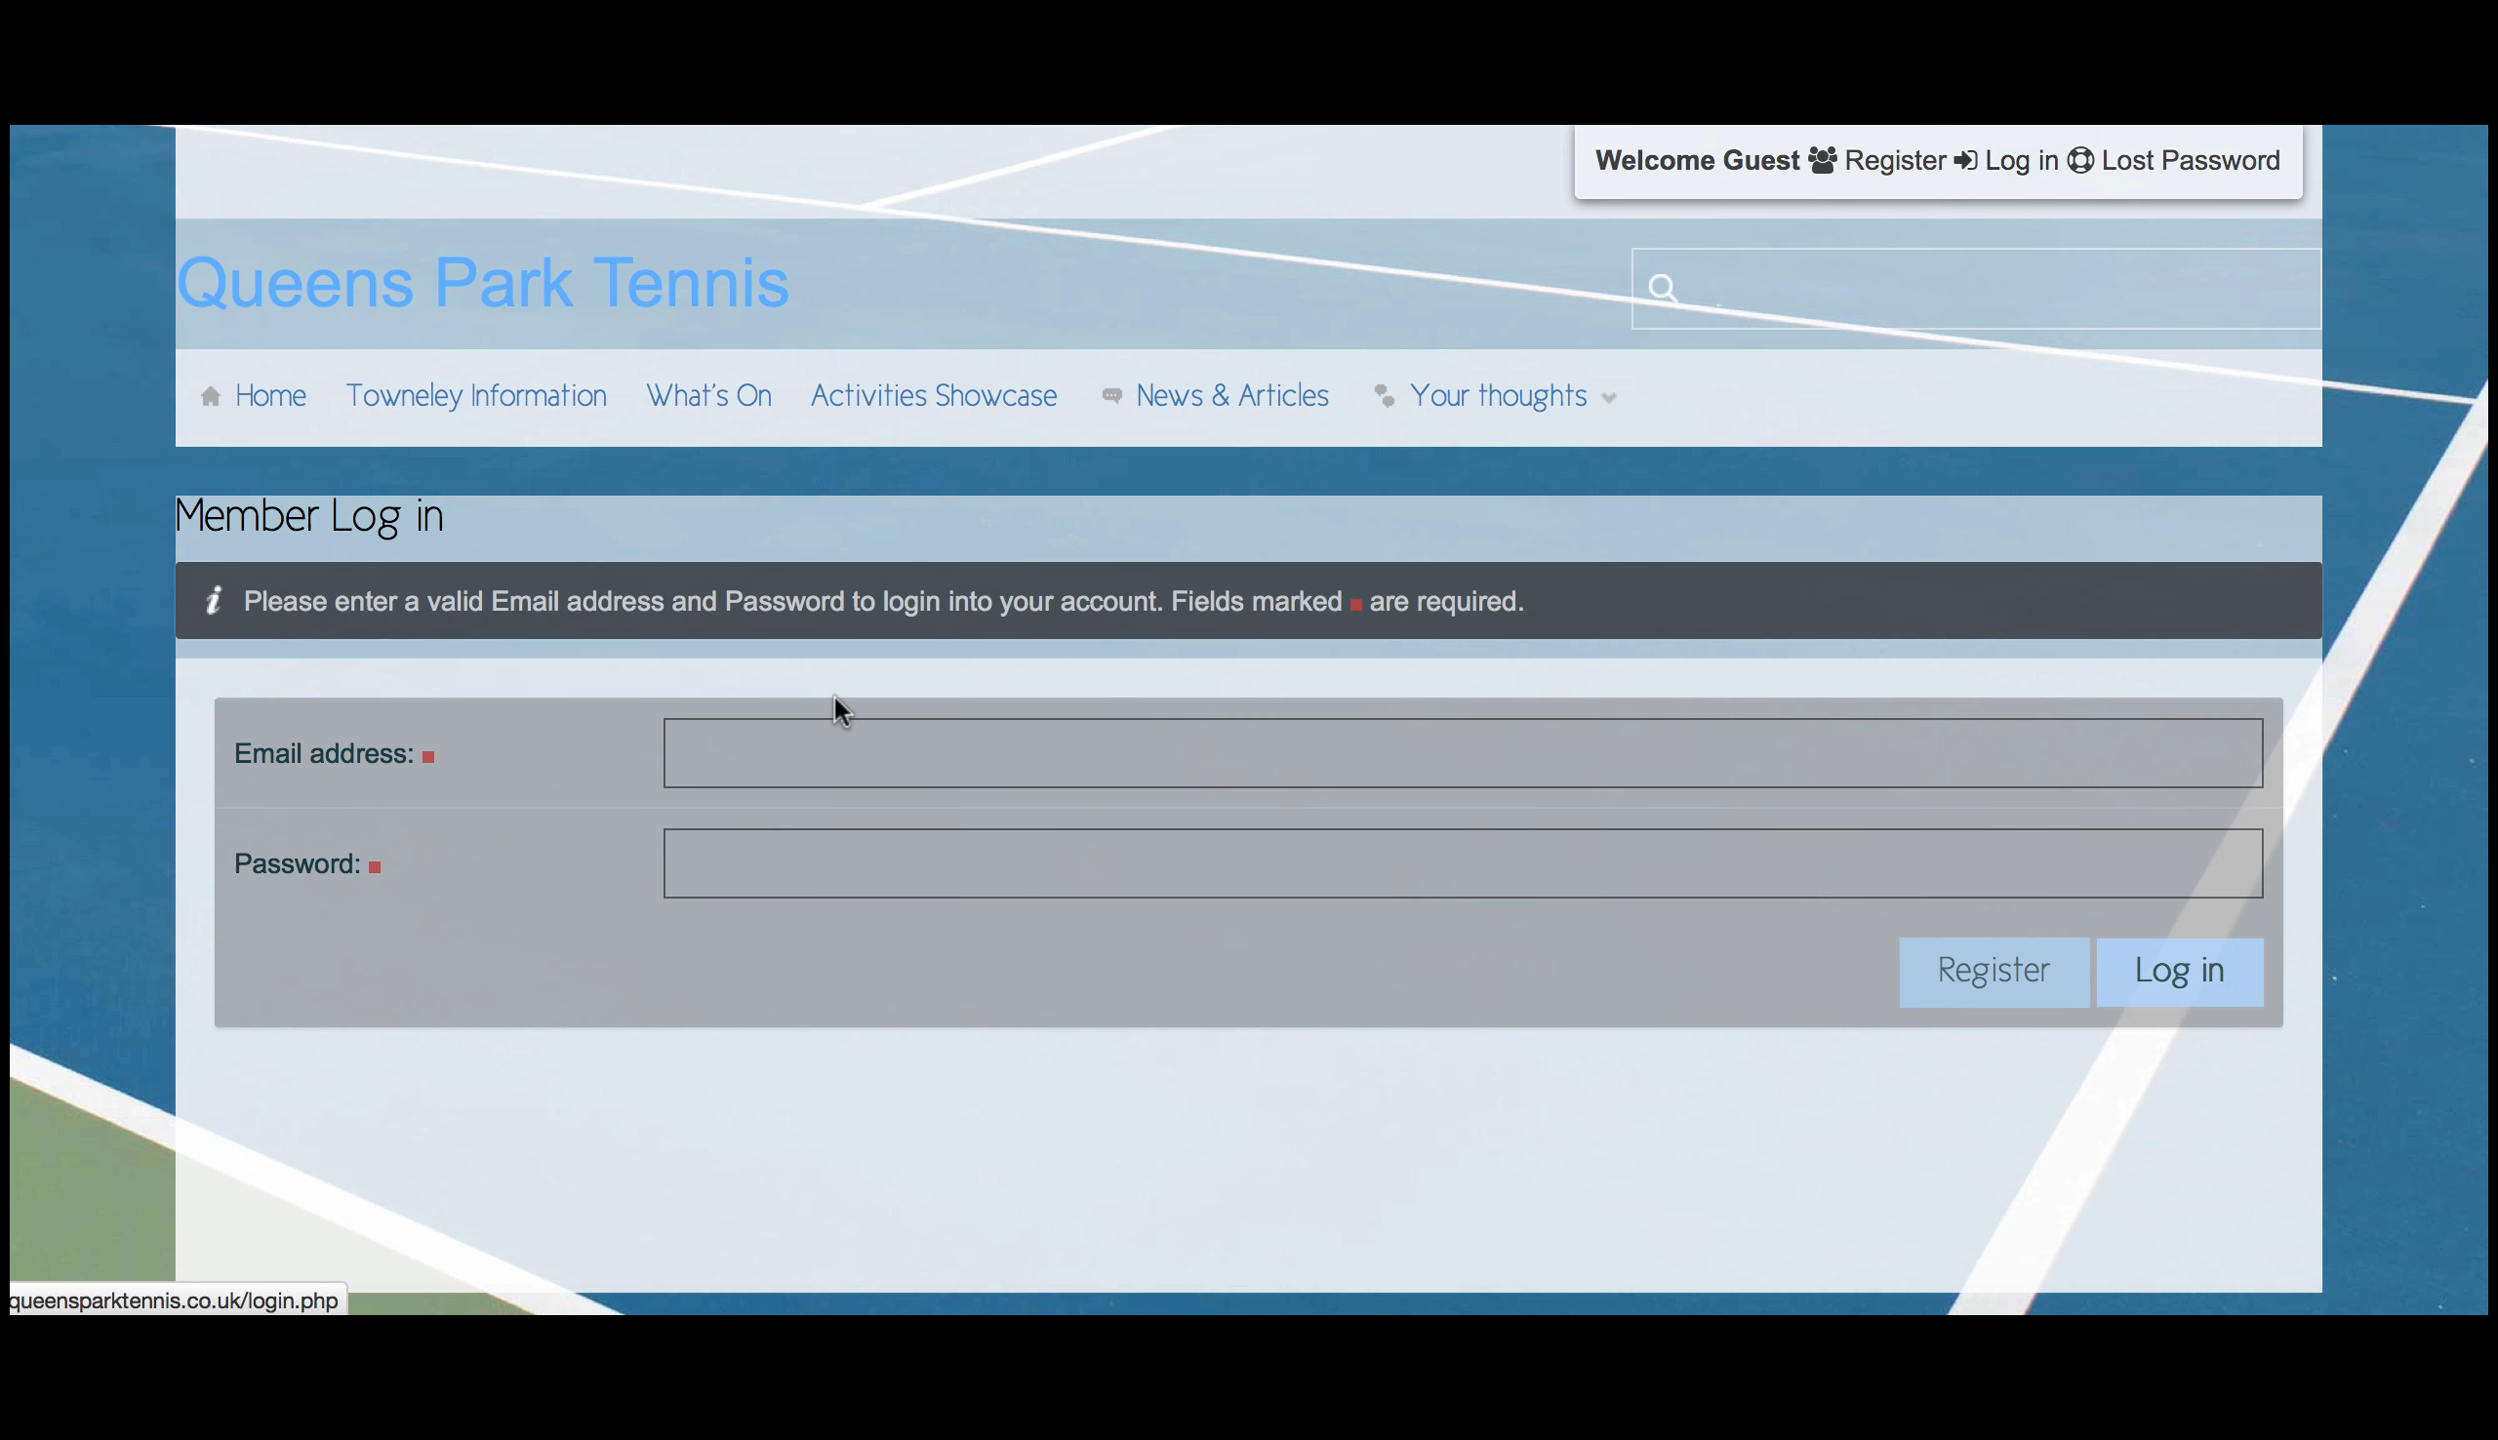 Welcome Guest Register Log in Lost Password
Queens Park Tennis
Home Towneley Information What's On Activities Showcase News & Articles Your thoughts
Member Log in
Please enter a valid Email address and Password to login into your account. Fields marked are required.
Email address:
Password:
Register Log in
queensparktennis.co.uk/login.php